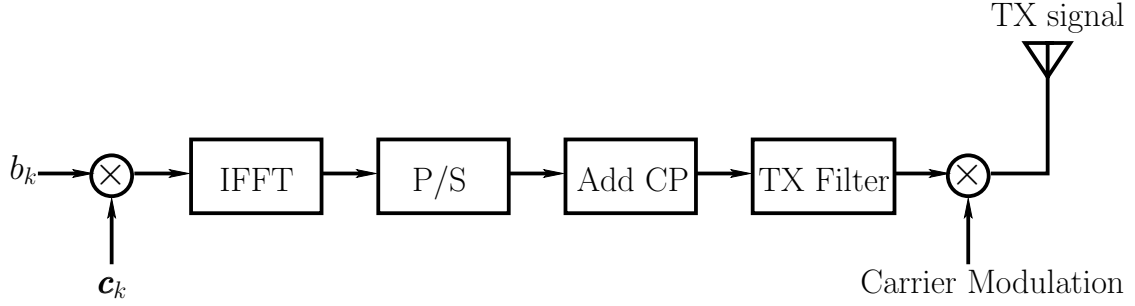 TX signal
b_k
×
IFFT
P/S
Add CP
TX Filter
×
c_k
Carrier Modulation